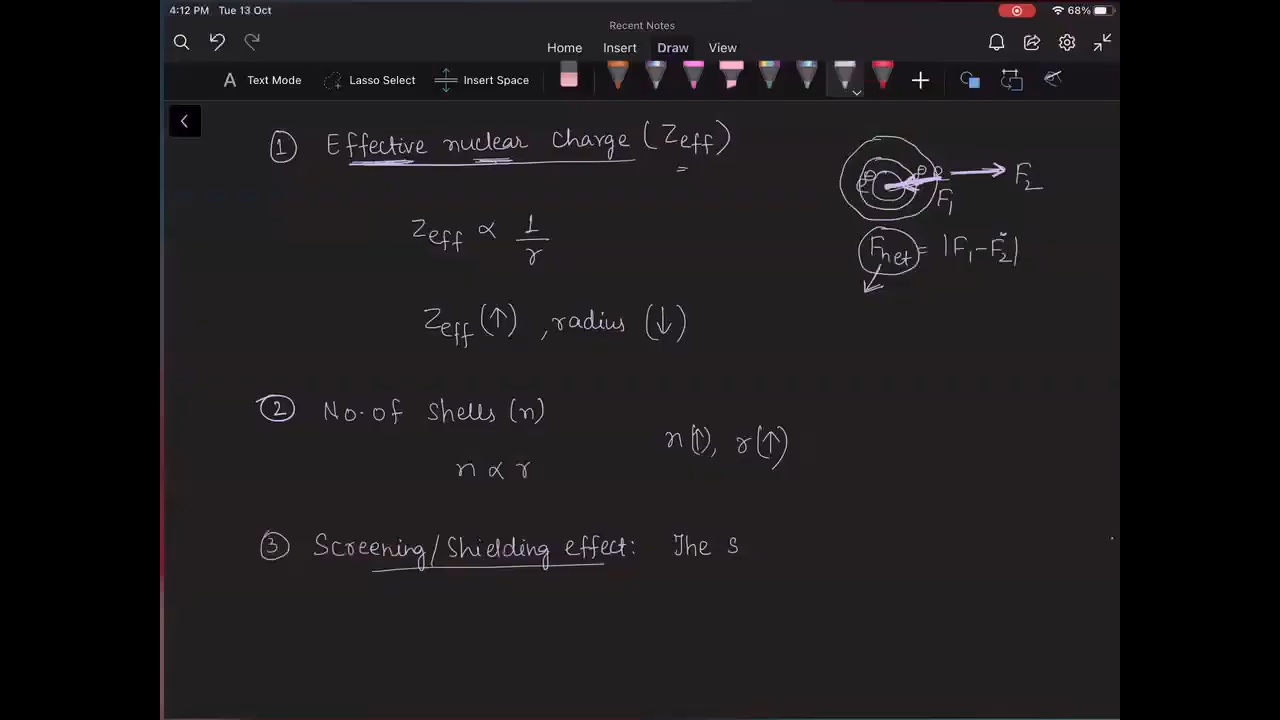 4:12 PM Tue 13 Oct
68%
Recent Notes
Home Insert Draw View
Text Mode Lasso Select Insert Space
① Effective nuclear charge (Zeff)
F₂
F₁
Zeff ∝ 1/r
Fnet = |F₁-F₂|
Zeff (↑), radius (↓)
② No. of shells (n)
n(↑), r(↑)
n ∝ r
③ Screening/Shielding effect: The s